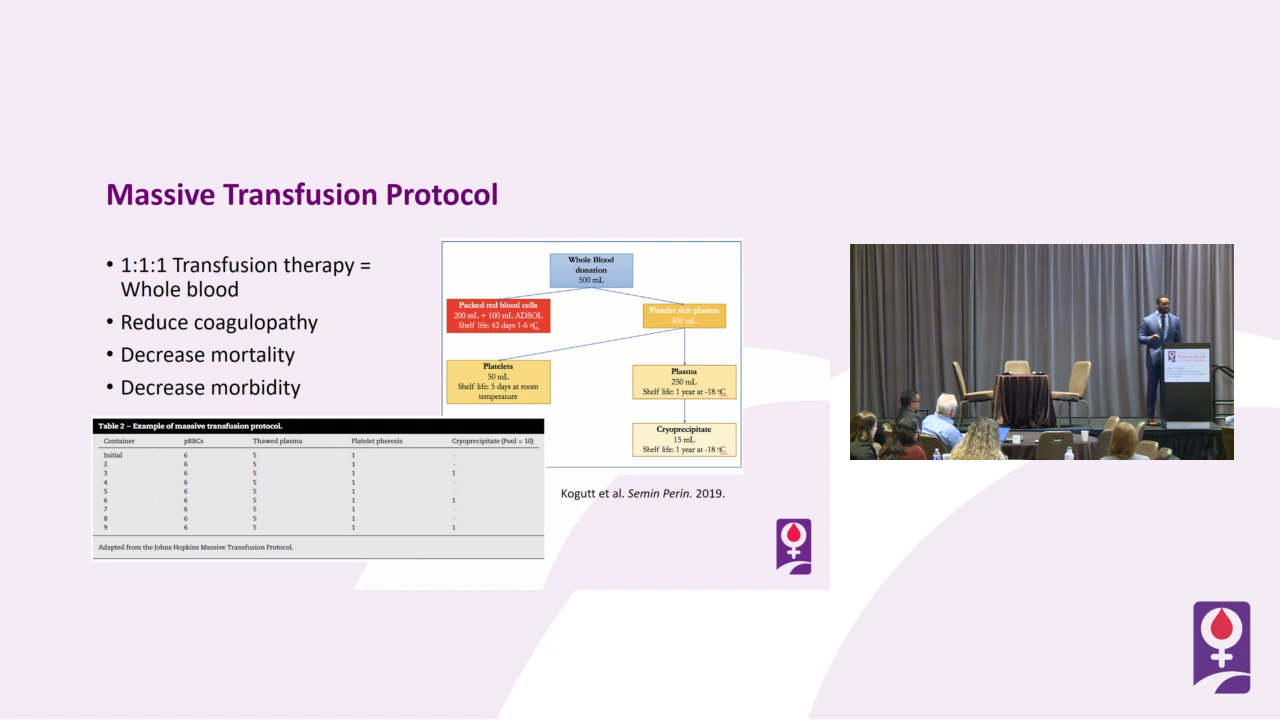 Massive Transfusion Protocol
• 1:1:1 Transfusion therapy =
Whole blood
• Reduce coagulopathy
• Decrease mortality
• Decrease morbidity
Whole Blood
donation
500 mL
Packed red blood cells
200 mL + 100 mL ADSOL
Shelf life: 42 days 1-6 °C
Platelet rich plasma
300 mL
Platelets
50 mL
Shelf life: 5 days at room
temperature
Plasma
250 mL
Shelf life: 1 year at -18 °C
Cryoprecipitate
15 mL
Shelf life: 1 year at -18 °C
Table 2 – Example of massive transfusion protocol.
Container pRBCs Thawed plasma Platelet pheresis Cryoprecipitate (Pool × 10)
Initial 6 5 1 –
2 6 5 1 –
3 6 5 1 1
4 6 5 1 –
5 6 5 1 –
6 6 5 1 1
7 6 5 1 –
8 6 5 1 –
9 6 5 1 1
Adapted from the Johns Hopkins Massive Transfusion Protocol.
Kogutt et al. Semin Perin. 2019.